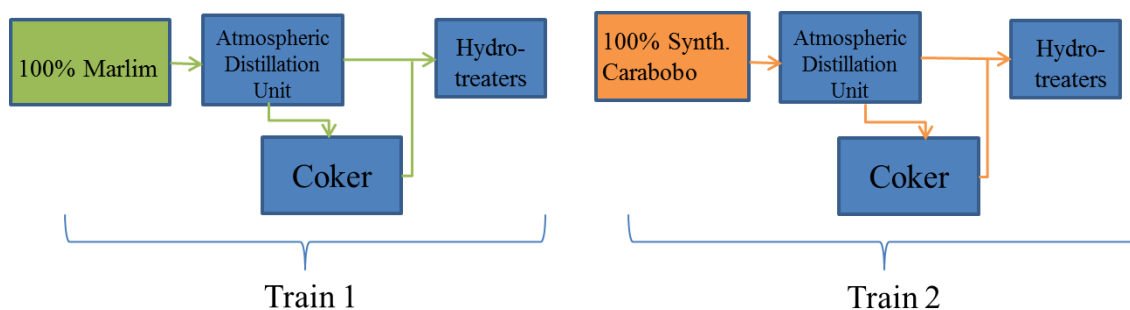 100% Marlim
Atmospheric
Distillation
Unit
Hydro-
treaters
Coker
Train 1
100% Synth.
Carabobo
Atmospheric
Distillation
Unit
Hydro-
treaters
Coker
Train 2